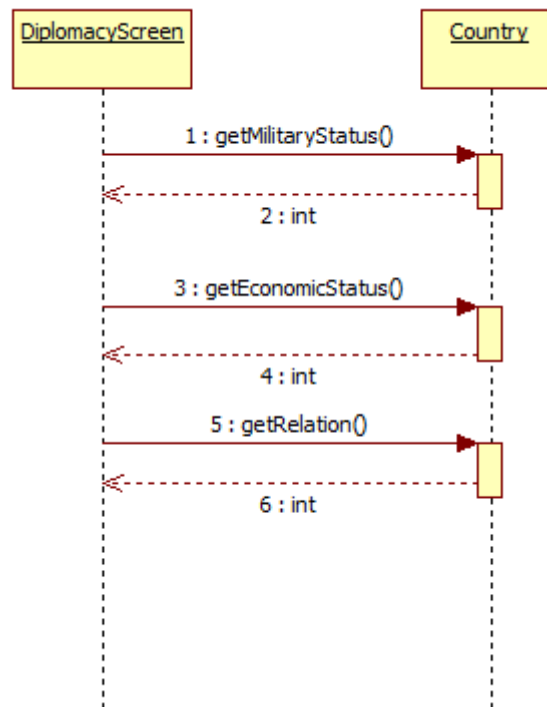 DiplomacyScreen
Country
1 : getMilitaryStatus()
2 : int
3 : getEconomicStatus()
4 : int
5 : getRelation()
6 : int